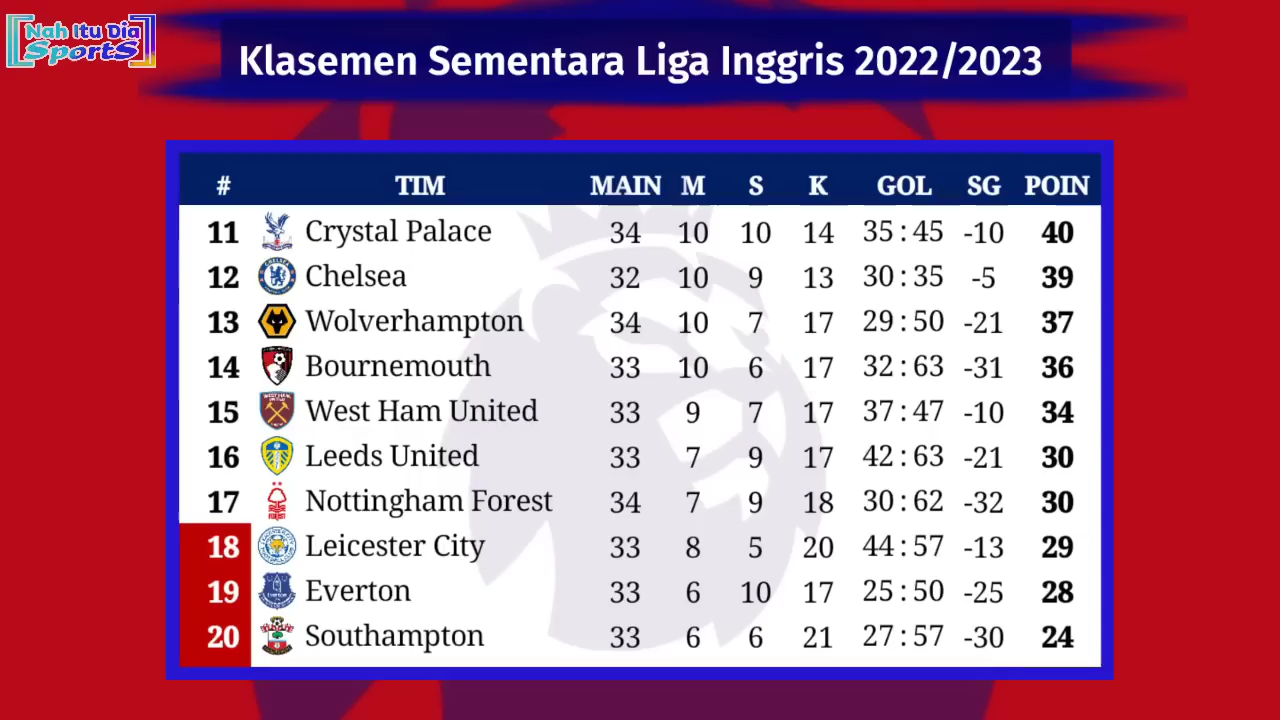 Nah Itu Dia
Sports
Klasemen Sementara Liga Inggris 2022/2023
# TIM MAIN M S K GOL SG POIN
11 Crystal Palace 34 10 10 14 35 : 45 -10 40
12 Chelsea 32 10 9 13 30 : 35 -5 39
13 Wolverhampton 34 10 7 17 29 : 50 -21 37
14 Bournemouth 33 10 6 17 32 : 63 -31 36
15 West Ham United 33 9 7 17 37 : 47 -10 34
16 Leeds United 33 7 9 17 42 : 63 -21 30
17 Nottingham Forest 34 7 9 18 30 : 62 -32 30
18 Leicester City 33 8 5 20 44 : 57 -13 29
19 Everton 33 6 10 17 25 : 50 -25 28
20 Southampton 33 6 6 21 27 : 57 -30 24